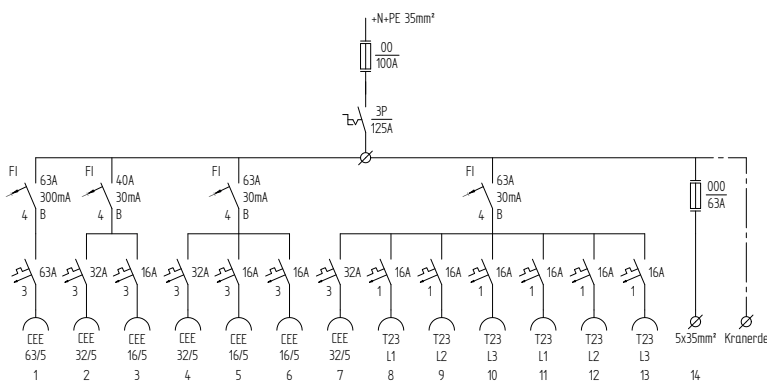 +N+PE 35mm²
00
100A
3P
125A
FI 63A FI 40A FI 63A FI 63A 000
300mA 30mA 30mA 30mA 63A
4 B 4 B 4 B 4 B
63A 32A 16A 32A 16A 16A 32A 16A 16A 16A 16A 16A 16A
3 3 3 3 3 3 3 1 1 1 1 1 1
CEE CEE CEE CEE CEE CEE CEE T23 T23 T23 T23 T23 T23 5x35mm² Kranerde
63/5 32/5 16/5 32/5 16/5 16/5 32/5 L1 L2 L3 L1 L2 L3
1 2 3 4 5 6 7 8 9 10 11 12 13 14